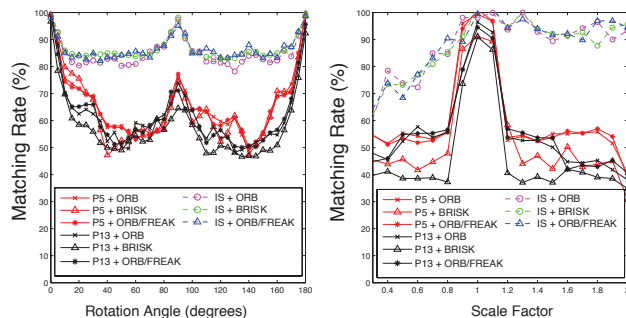 Matching Rate (%)
100
90
80
70
60
50
40
30
20
10
0
P5 + ORB
P5 + BRISK
P5 + ORB/FREAK
P13 + ORB
P13 + BRISK
P13 + ORB/FREAK
IS + ORB
IS + BRISK
IS + ORB/FREAK
0 20 40 60 80 100 120 140 160 180
Rotation Angle (degrees)
Matching Rate (%)
100
90
80
70
60
50
40
30
20
10
0
P5 + ORB
P5 + BRISK
P5 + ORB/FREAK
P13 + ORB
P13 + BRISK
P13 + ORB/FREAK
IS + ORB
IS + BRISK
IS + ORB/FREAK
0.4 0.6 0.8 1.0 1.2 1.4 1.6 1.8 2
Scale Factor